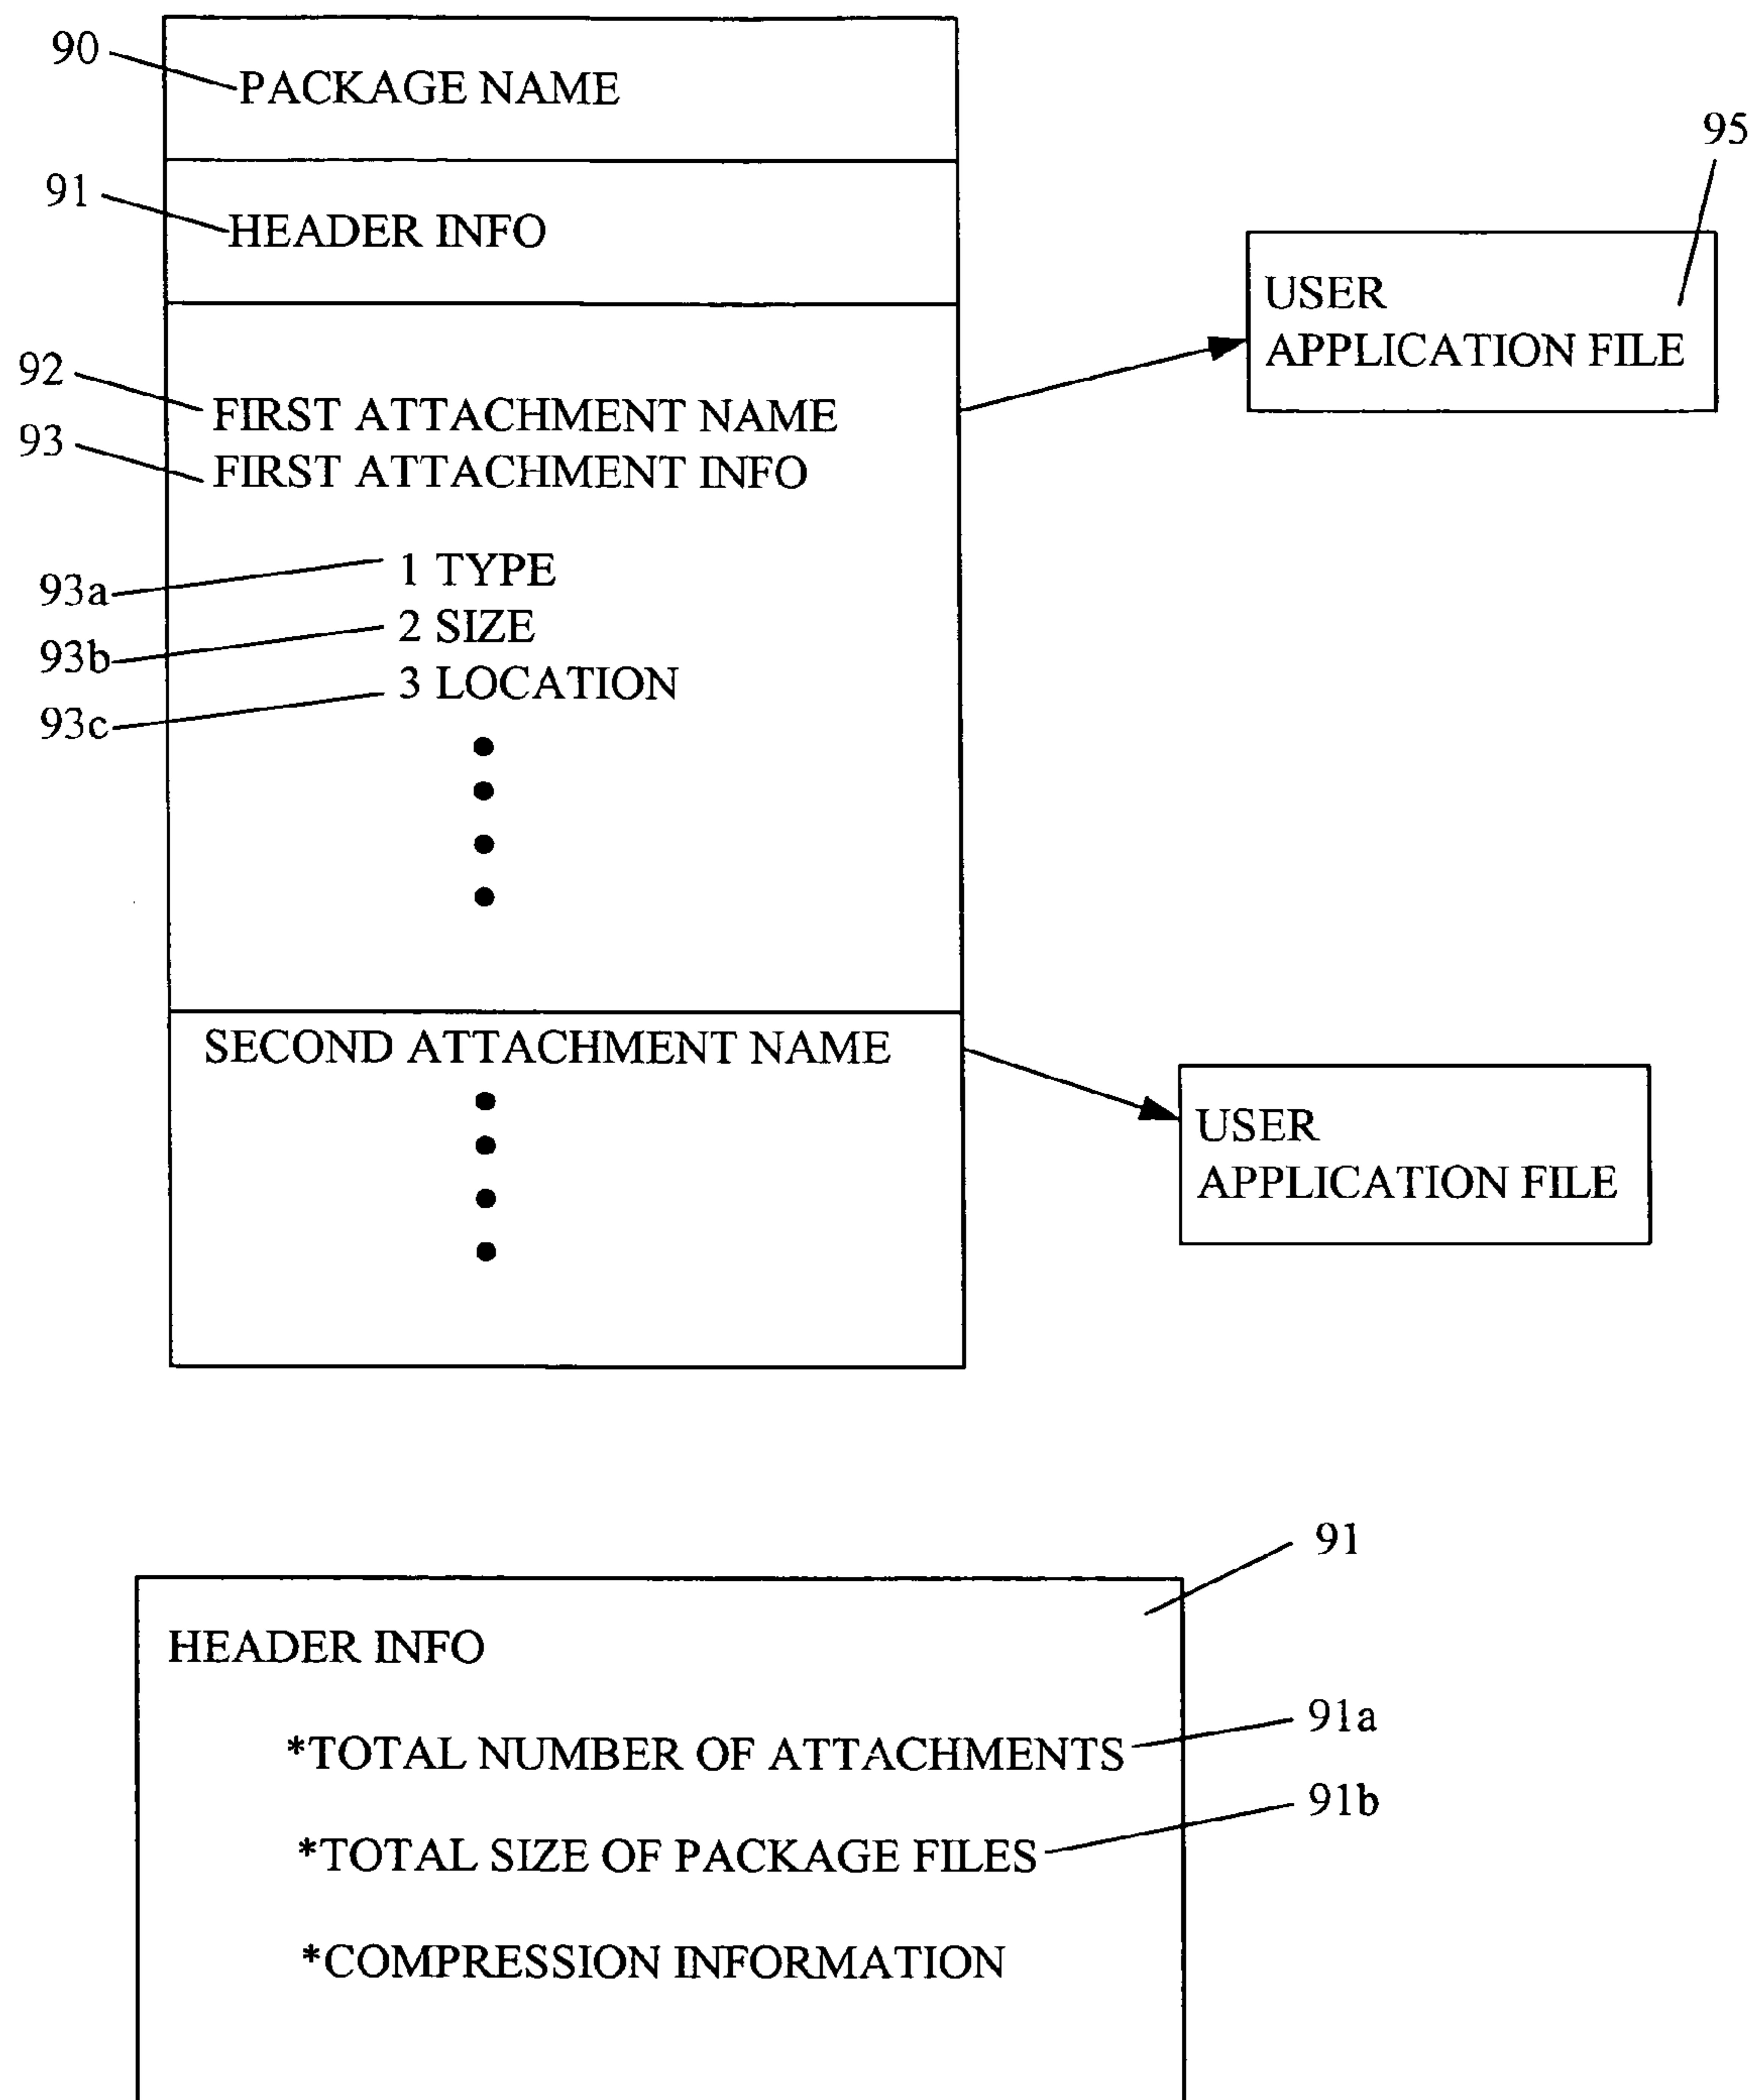 90
PACKAGE NAME
91
HEADER INFO
95
USER
APPLICATION FILE
92
FIRST ATTACHMENT NAME
93
FIRST ATTACHMENT INFO
93a
1 TYPE
93b
2 SIZE
93c
3 LOCATION
SECOND ATTACHMENT NAME
USER
APPLICATION FILE
91
HEADER INFO
*TOTAL NUMBER OF ATTACHMENTS
91a
*TOTAL SIZE OF PACKAGE FILES
91b
*COMPRESSION INFORMATION